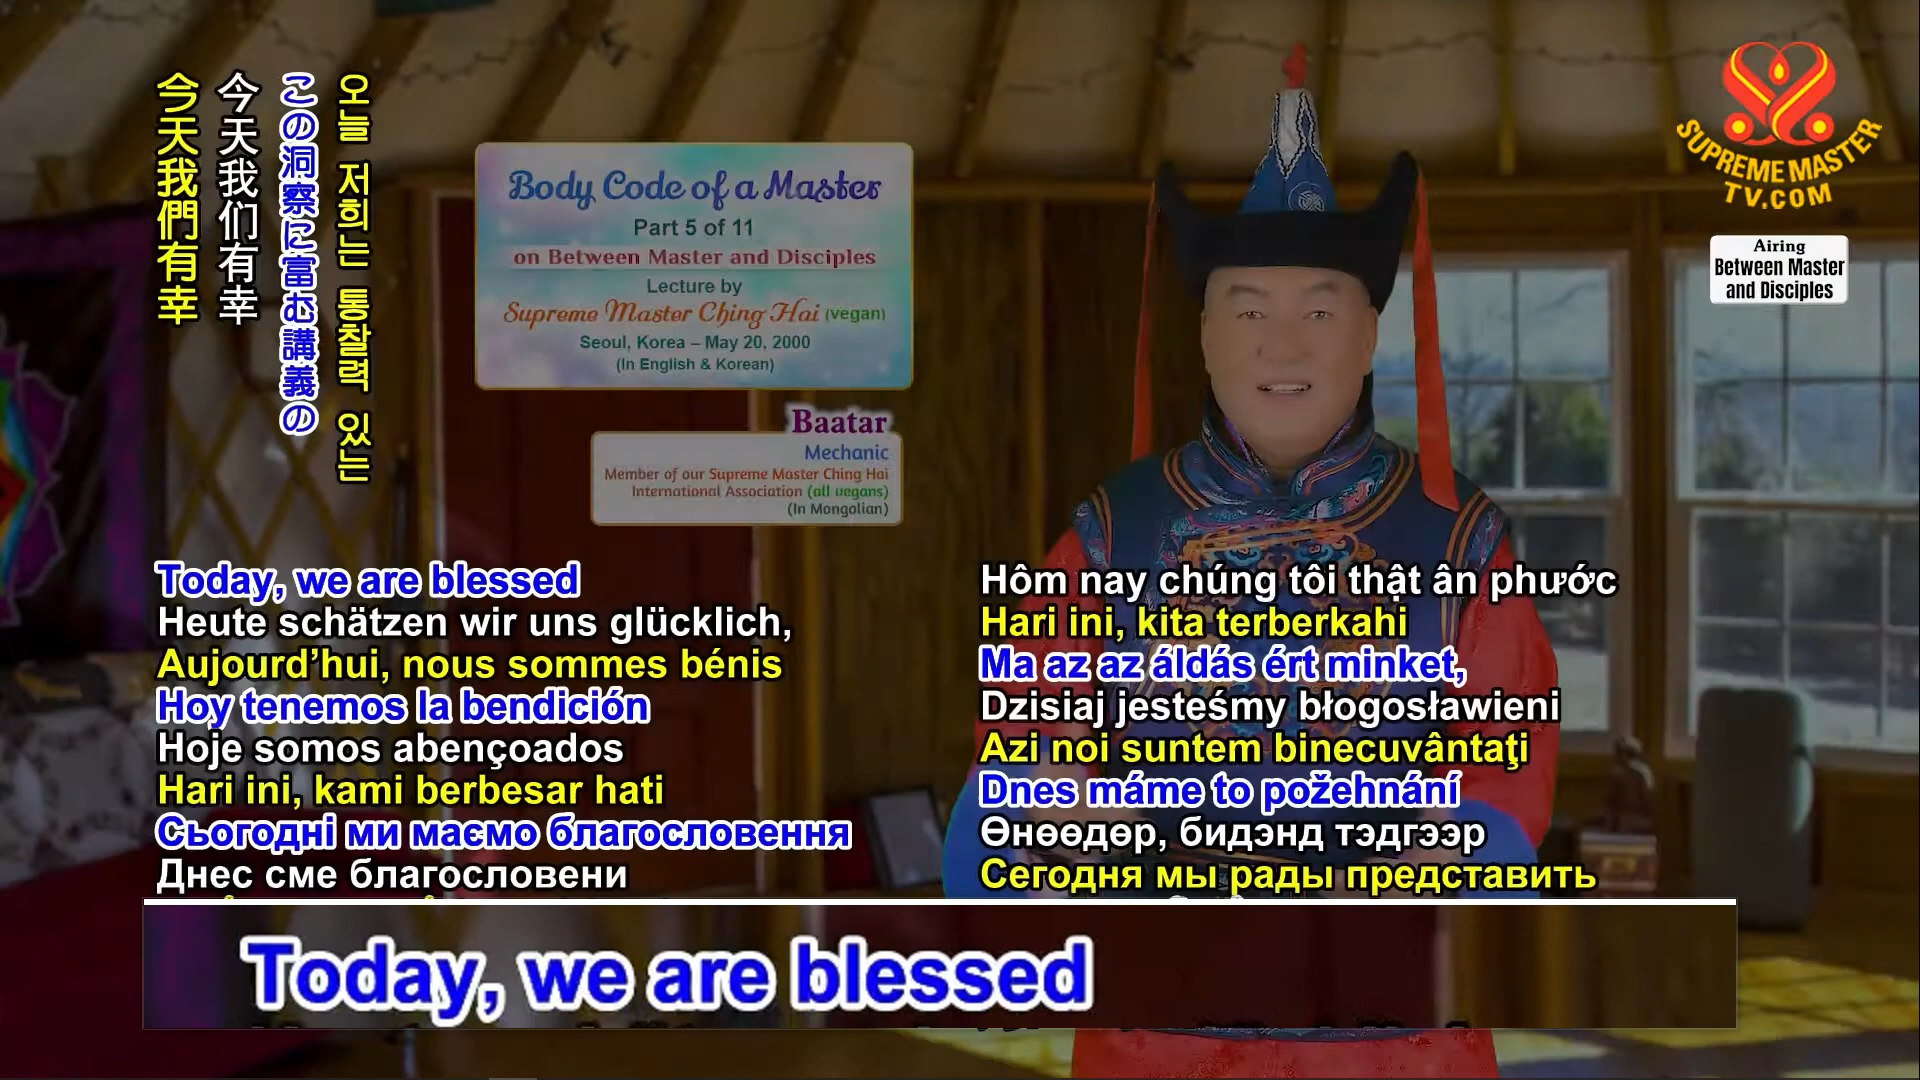 今天我們有幸
今天我们有幸
この洞察に富む講義の
오늘 저희는 통찰력 있는
Body Code of a Master
Part 5 of 11
on Between Master and Disciples
Lecture by
Supreme Master Ching Hai (vegan)
Seoul, Korea – May 20, 2000
(In English & Korean)
Baatar
Mechanic
Member of our Supreme Master Ching Hai
International Association (all vegans)
(In Mongolian)
SUPREME MASTER
TV.COM
Airing
Between Master
and Disciples
Today, we are blessed
Heute schätzen wir uns glücklich,
Aujourd’hui, nous sommes bénis
Hoy tenemos la bendición
Hoje somos abençoados
Hari ini, kami berbesar hati
Сьогодні ми маємо благословення
Днес сме благословени
Hôm nay chúng tôi thật ân phước
Hari ini, kita terberkahi
Ma az az áldás ért minket,
Dzisiaj jesteśmy błogosławieni
Azi noi suntem binecuvântaţi
Dnes máme to požehnání
Өнөөдөр, бидэнд тэдгээр
Сегодня мы рады представить
Today, we are blessed